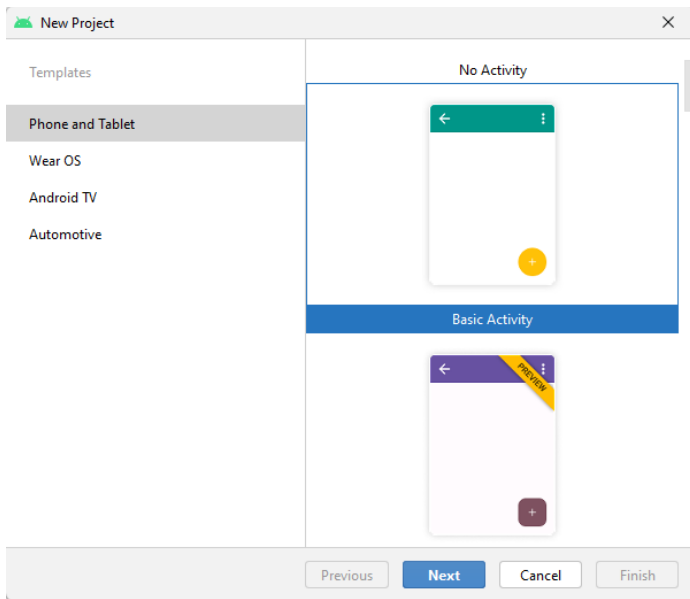 New Project
Templates
Phone and Tablet
Wear OS
Android TV
Automotive
No Activity
Basic Activity
PREVIEW
Previous
Next
Cancel
Finish